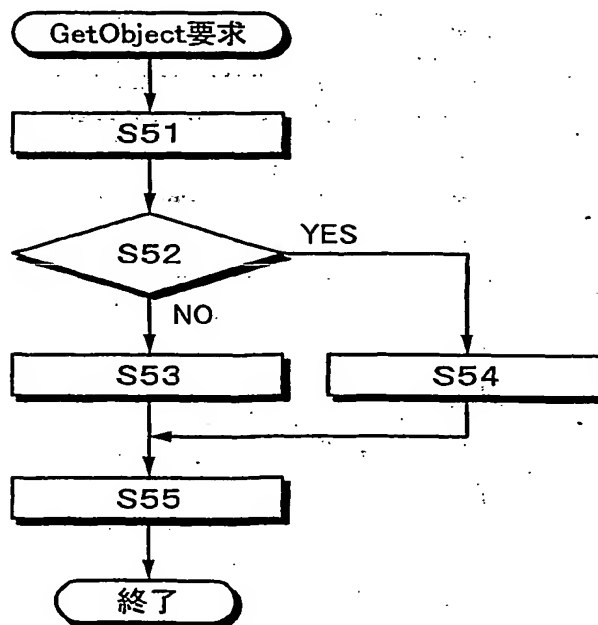 GetObject要求
S51
S52
YES
NO
S53
S54
S55
終了